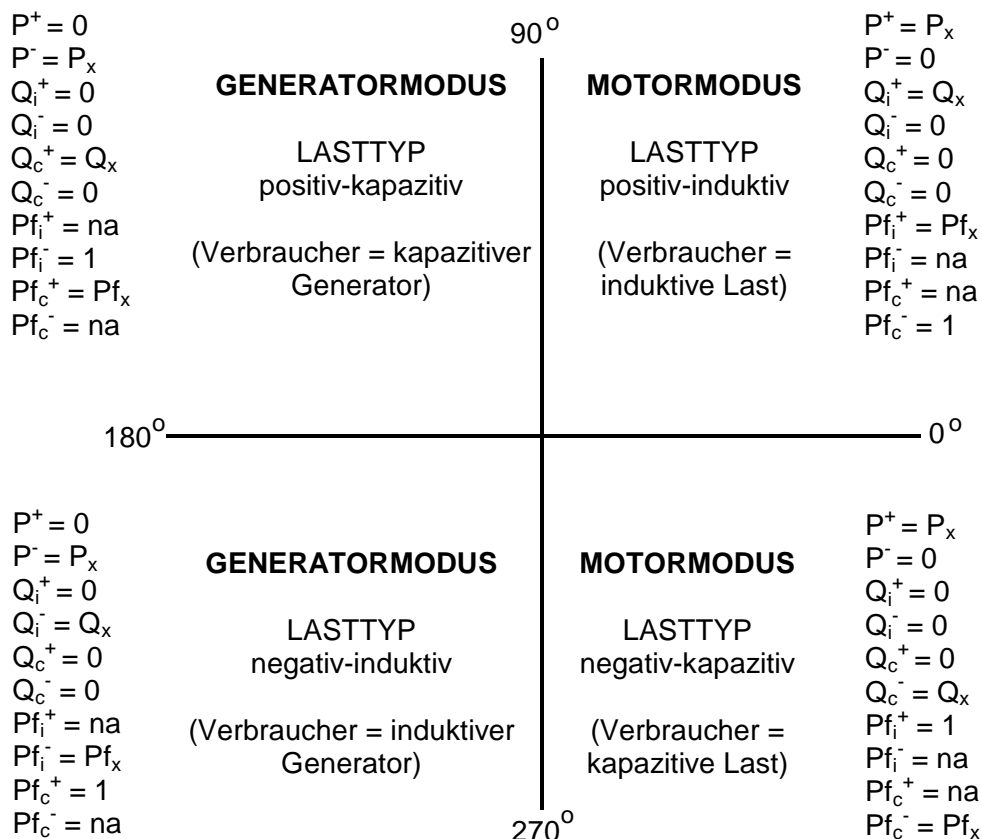 90°
P⁺ = 0
P⁻ = Pₓ
Qᵢ⁺ = 0
Qᵢ⁻ = 0
Q꜀⁺ = Qₓ
Q꜀⁻ = 0
Pfᵢ⁺ = na
Pfᵢ⁻ = 1
Pf꜀⁺ = Pfₓ
Pf꜀⁻ = na
GENERATORMODUS
LASTTYP
positiv-kapazitiv
(Verbraucher = kapazitiver
Generator)
MOTORMODUS
LASTTYP
positiv-induktiv
(Verbraucher =
induktive Last)
P⁺ = Pₓ
P⁻ = 0
Qᵢ⁺ = Qₓ
Qᵢ⁻ = 0
Q꜀⁺ = 0
Q꜀⁻ = 0
Pfᵢ⁺ = Pfₓ
Pfᵢ⁻ = na
Pf꜀⁺ = na
Pf꜀⁻ = 1
180°
0°
P⁺ = 0
P⁻ = Pₓ
Qᵢ⁺ = 0
Qᵢ⁻ = Qₓ
Q꜀⁺ = 0
Q꜀⁻ = 0
Pfᵢ⁺ = na
Pfᵢ⁻ = Pfₓ
Pf꜀⁺ = 1
Pf꜀⁻ = na
GENERATORMODUS
LASTTYP
negativ-induktiv
(Verbraucher = induktiver
Generator)
MOTORMODUS
LASTTYP
negativ-kapazitiv
(Verbraucher =
kapazitive Last)
P⁺ = Pₓ
P⁻ = 0
Qᵢ⁺ = 0
Qᵢ⁻ = 0
Q꜀⁺ = 0
Q꜀⁻ = Qₓ
Pfᵢ⁺ = 1
Pfᵢ⁻ = na
Pf꜀⁺ = na
Pf꜀⁻ = Pfₓ
270°